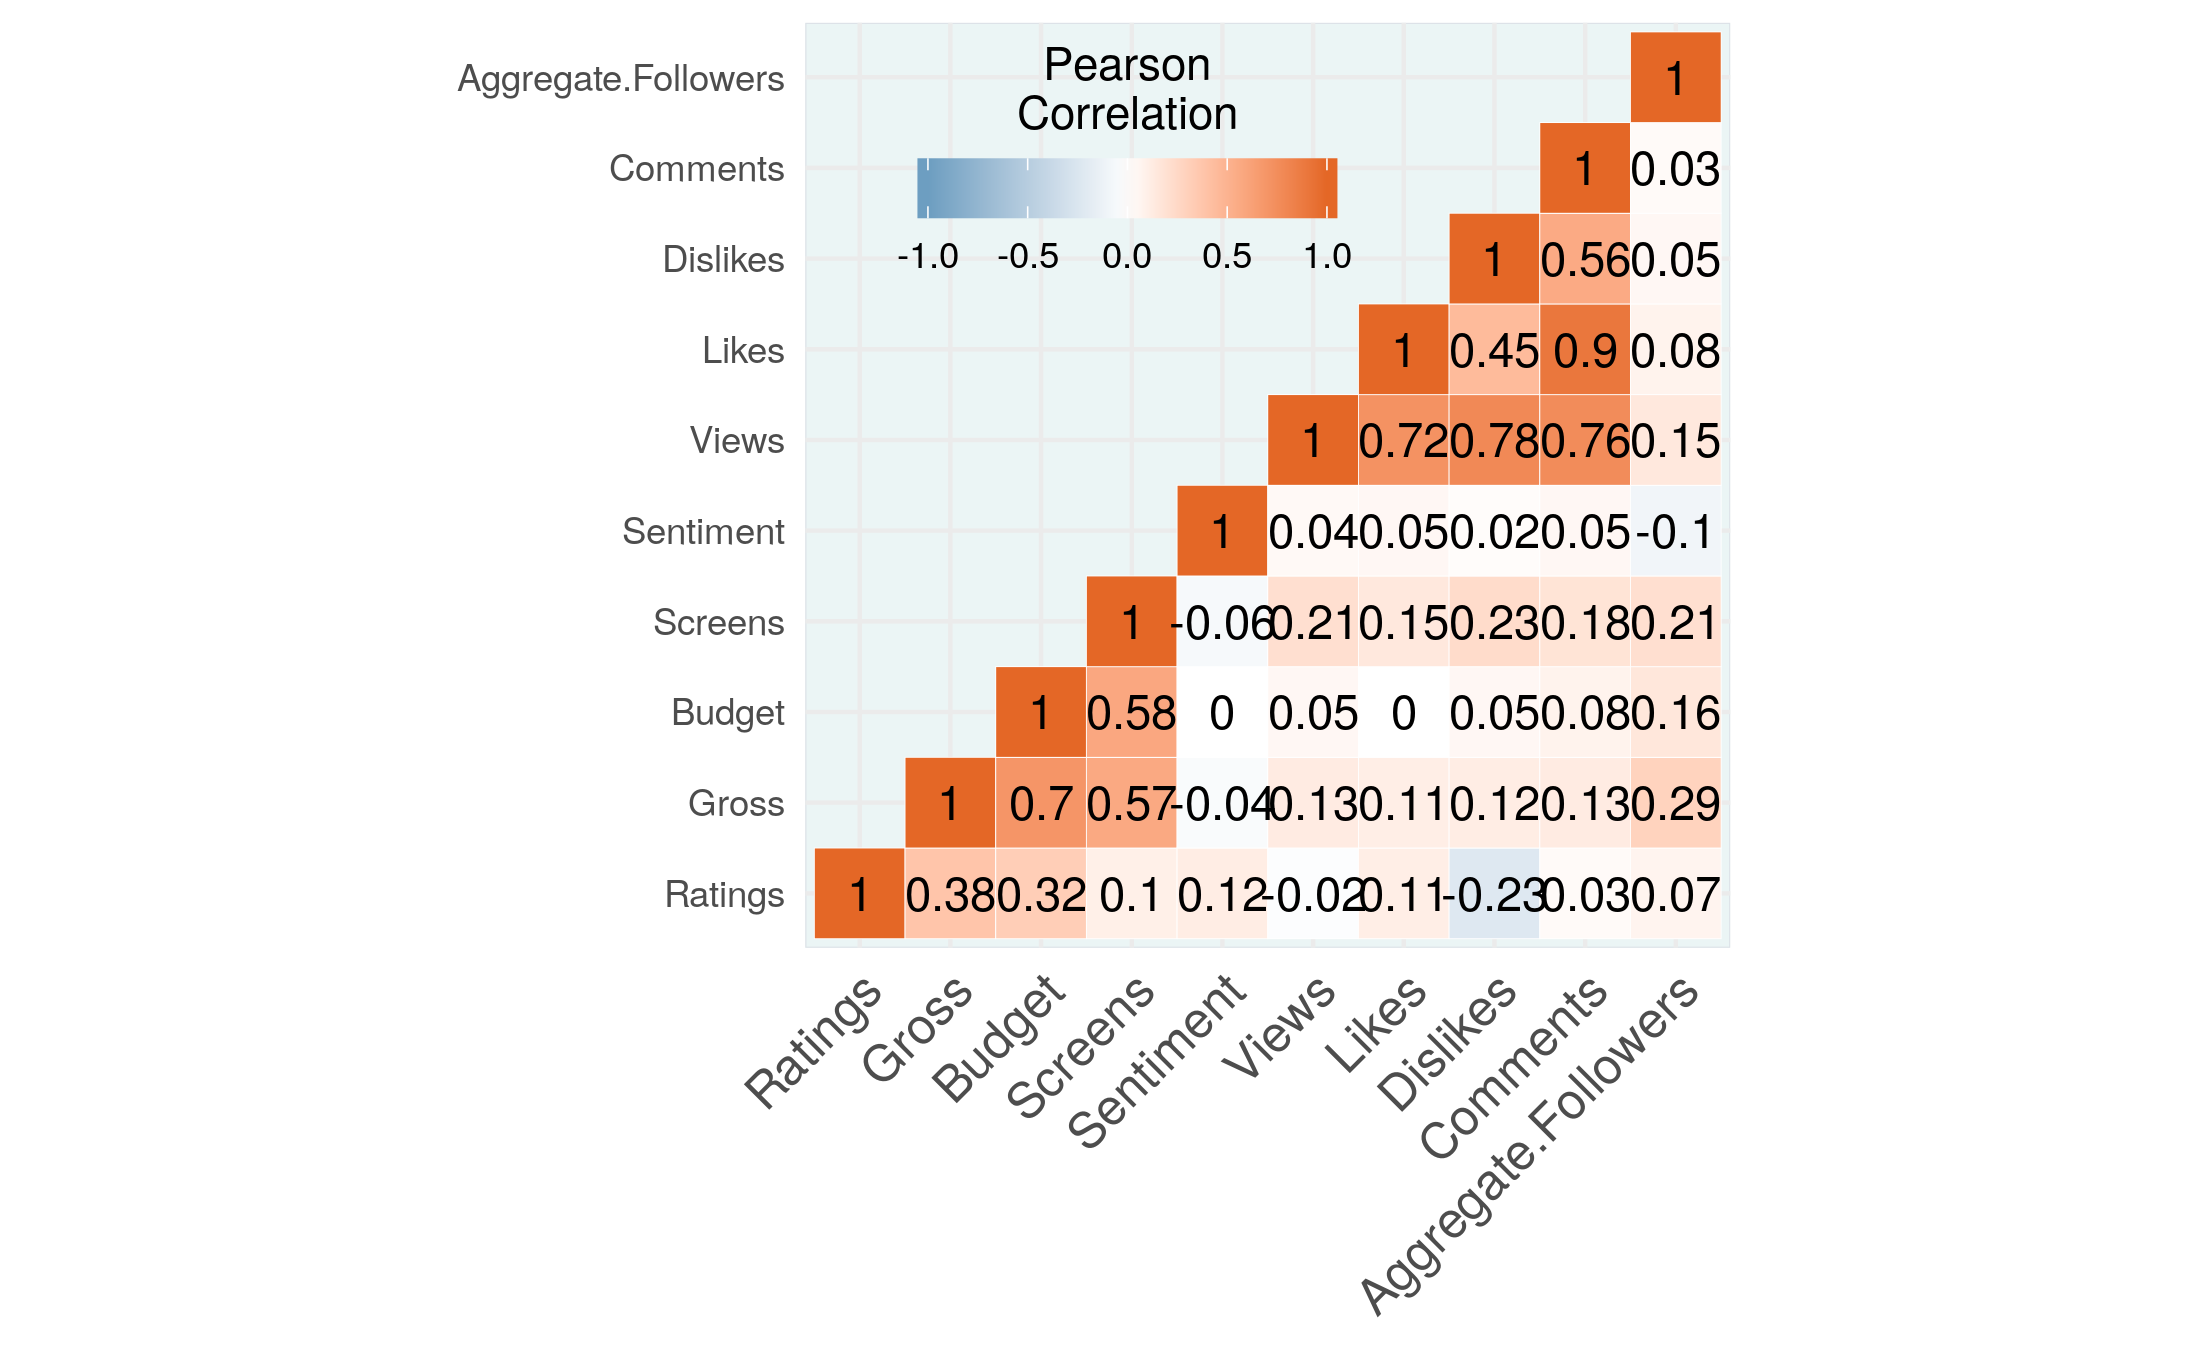 Pearson
Correlation
-1.0 -0.5 0.0 0.5 1.0
Aggregate.Followers 1
Comments 1 0.03
Dislikes 1 0.56 0.05
Likes 1 0.45 0.9 0.08
Views 1 0.72 0.78 0.76 0.15
Sentiment 1 0.04 0.05 0.02 0.05 -0.1
Screens 1 -0.06 0.21 0.15 0.23 0.18 0.21
Budget 1 0.58 0 0.05 0 0.05 0.08 0.16
Gross 1 0.7 0.57 -0.04 0.13 0.11 0.12 0.13 0.29
Ratings 1 0.38 0.32 0.1 0.12 -0.02 0.11 -0.23 0.03 0.07
Ratings
Gross
Budget
Screens
Sentiment
Views
Likes
Dislikes
Comments
Aggregate.Followers